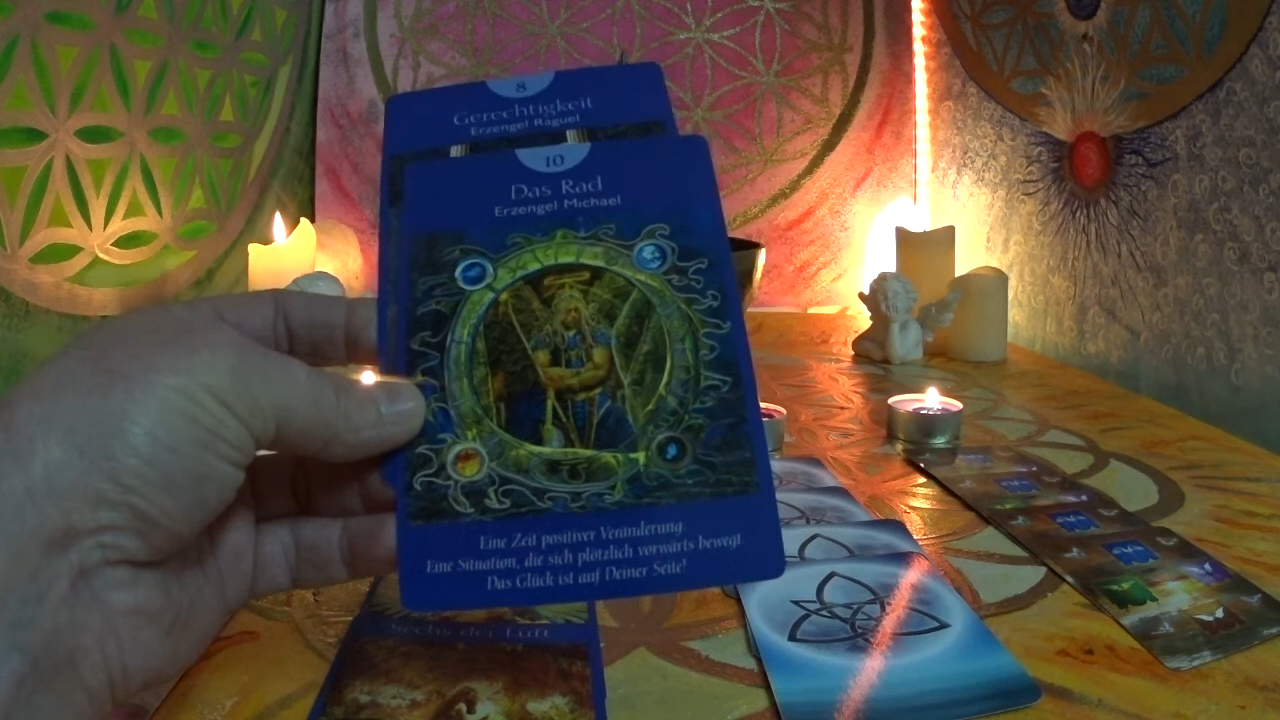 8
Gerechtigkeit
Erzengel Raguel
10
Das Rad
Erzengel Michael
Eine Zeit positiver Veränderung.
Eine Situation, die sich plötzlich vorwärts bewegt.
Das Glück ist auf Deiner Seite!
Sechs der Luft